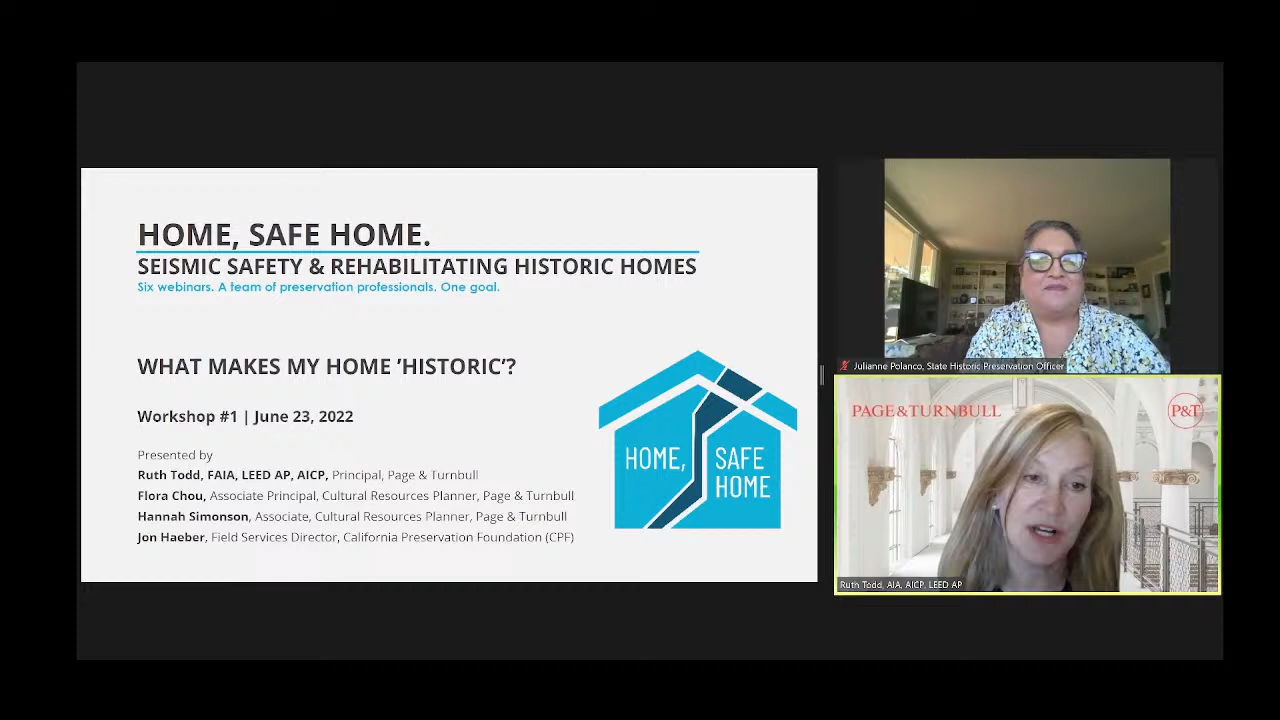 HOME, SAFE HOME.
SEISMIC SAFETY & REHABILITATING HISTORIC HOMES
Six webinars. A team of preservation professionals. One goal.
WHAT MAKES MY HOME ’HISTORIC’?
Workshop #1 | June 23, 2022
Presented by
Ruth Todd, FAIA, LEED AP, AICP, Principal, Page & Turnbull
Flora Chou, Associate Principal, Cultural Resources Planner, Page & Turnbull
Hannah Simonson, Associate, Cultural Resources Planner, Page & Turnbull
Jon Haeber, Field Services Director, California Preservation Foundation (CPF)
HOME,
SAFE
HOME
Julianne Polanco, State Historic Preservation Officer
PAGE&TURNBULL
P&T
Ruth Todd, AIA, AICP, LEED AP